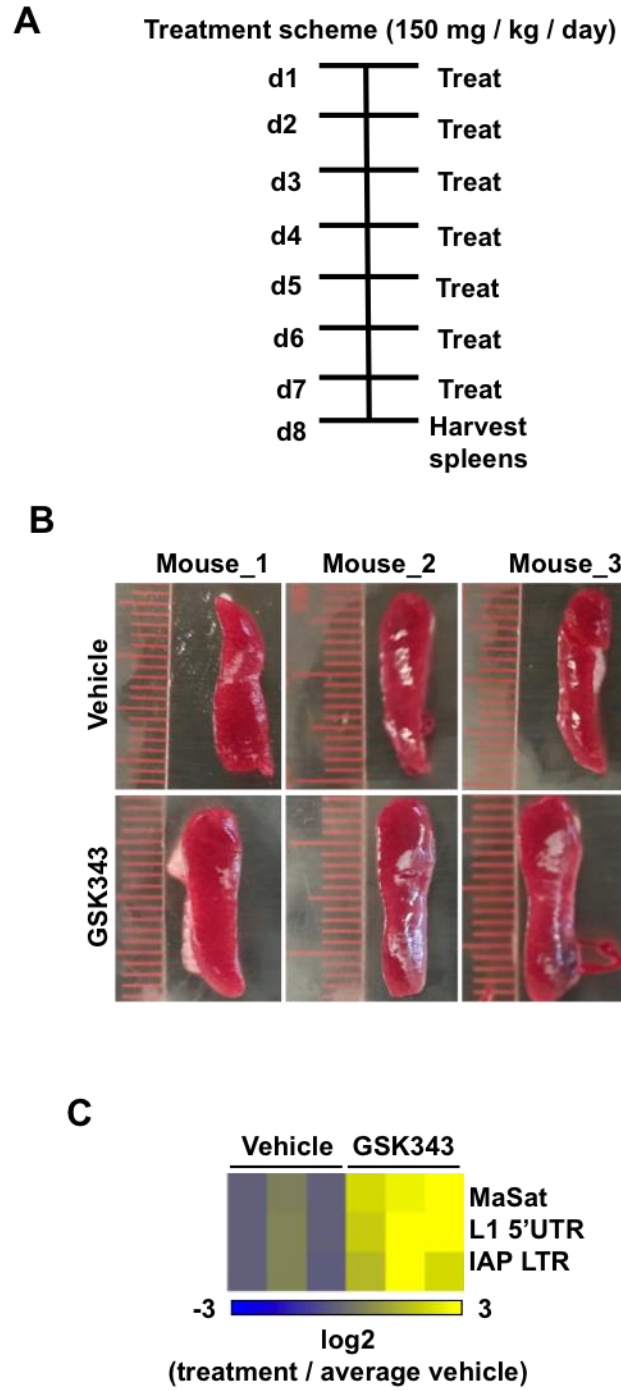 A
Treatment scheme (150 mg / kg / day)
d1 Treat
d2 Treat
d3 Treat
d4 Treat
d5 Treat
d6 Treat
d7 Treat
d8 Harvest
spleens
B
Mouse_1 Mouse_2 Mouse_3
Vehicle
GSK343
C
Vehicle GSK343
MaSat
L1 5’UTR
IAP LTR
-3 3
log2
(treatment / average vehicle)